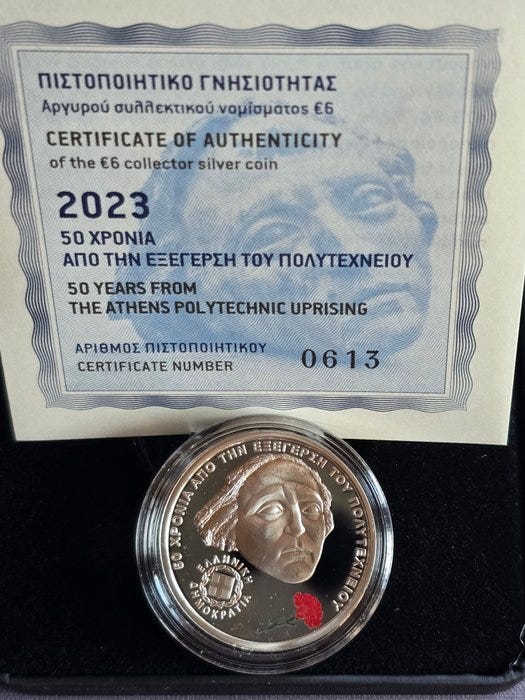 ΠΙΣΤΟΠΟΙΗΤΙΚΟ ΓΝΗΣΙΟΤΗΤΑΣ
Αργυρού συλλεκτικού νομίσματος €6
CERTIFICATE OF AUTHENTICITY
of the €6 collector silver coin
2023
50 ΧΡΟΝΙΑ
ΑΠΟ ΤΗΝ ΕΞΕΓΕΡΣΗ ΤΟΥ ΠΟΛΥΤΕΧΝΕΙΟΥ
50 YEARS FROM
THE ATHENS POLYTECHNIC UPRISING
ΑΡΙΘΜΟΣ ΠΙΣΤΟΠΟΙΗΤΙΚΟΥ
CERTIFICATE NUMBER
0613
50 ΧΡΟΝΙΑ ΑΠΟ ΤΗΝ ΕΞΕΓΕΡΣΗ ΤΟΥ ΠΟΛΥΤΕΧΝΕΙΟΥ
ΕΛΛΗΝΙΚΗ
ΔΗΜΟΚΡΑΤΙΑ